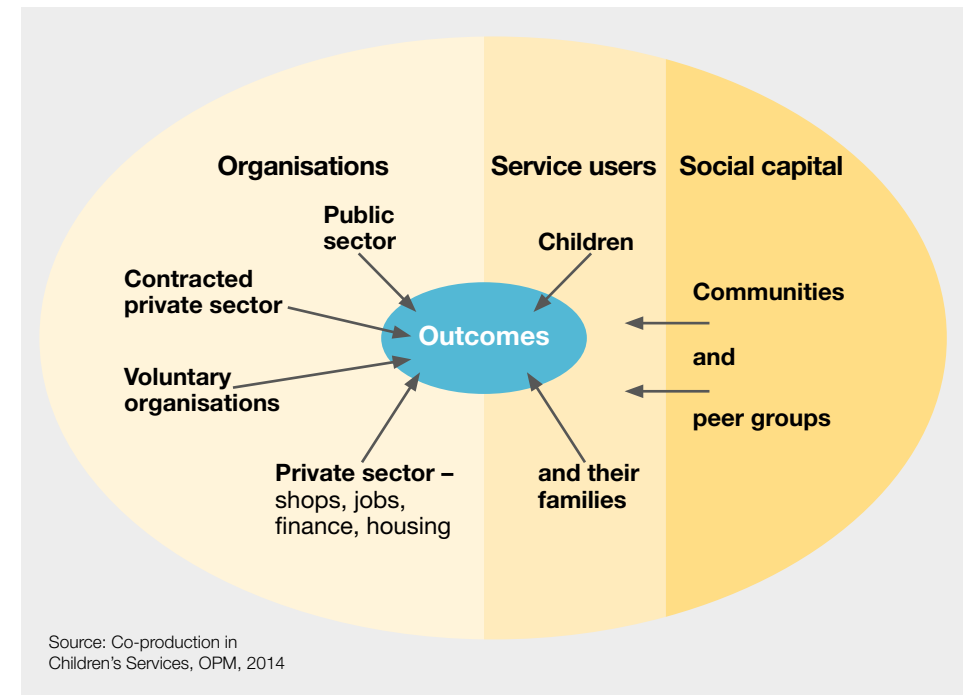 Organisations
Service users
Social capital
Public
sector
Contracted
private sector
Voluntary
organisations
Private sector –
shops, jobs,
finance, housing
Outcomes
Children
and their
families
Communities
and
peer groups
Source: Co-production in
Children’s Services, OPM, 2014